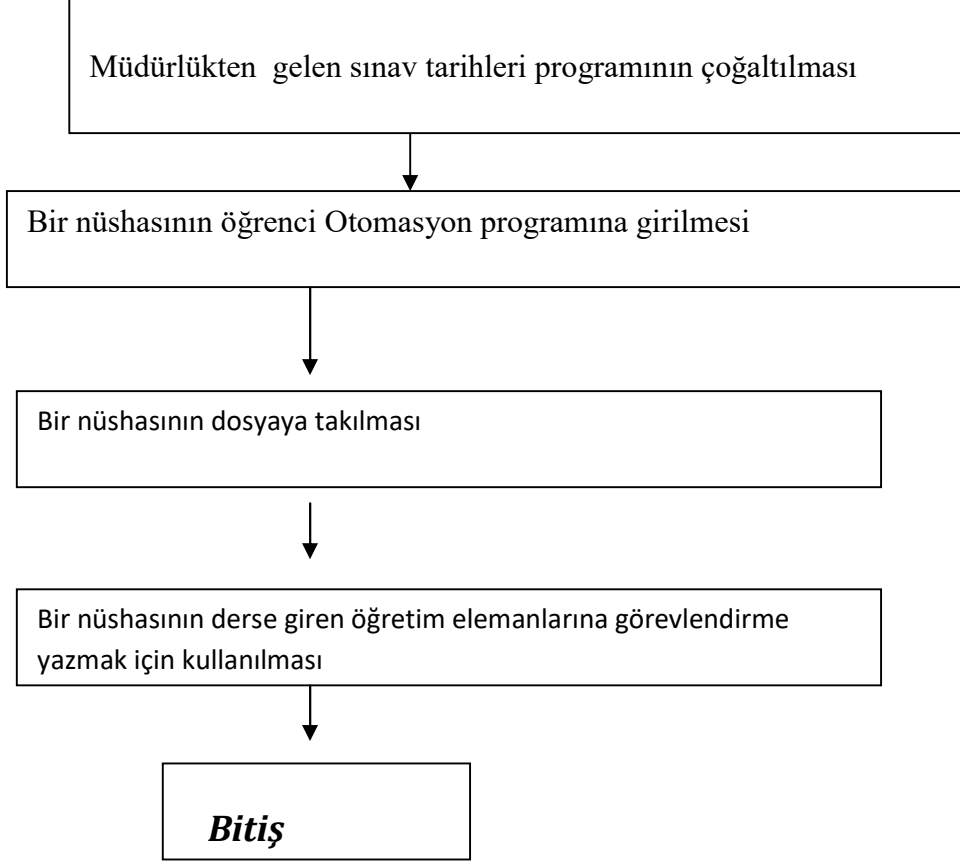 Müdürlükten  gelen sınav tarihleri programının çoğaltılması
Bir nüshasının öğrenci Otomasyon programına girilmesi
Bir nüshasının dosyaya takılması
Bir nüshasının derse giren öğretim elemanlarına görevlendirme
yazmak için kullanılması
Bitiş